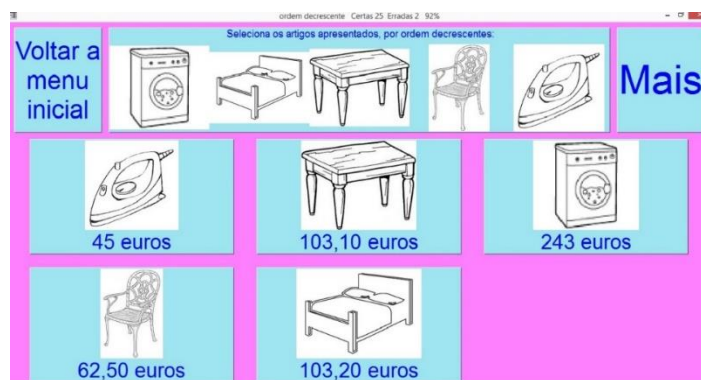 ordem decrescente Certas 25 Erradas 2 92%
Voltar a
menu
inicial
Seleciona os artigos apresentados, por ordem decrescentes:
Mais
45 euros
103,10 euros
243 euros
62,50 euros
103,20 euros